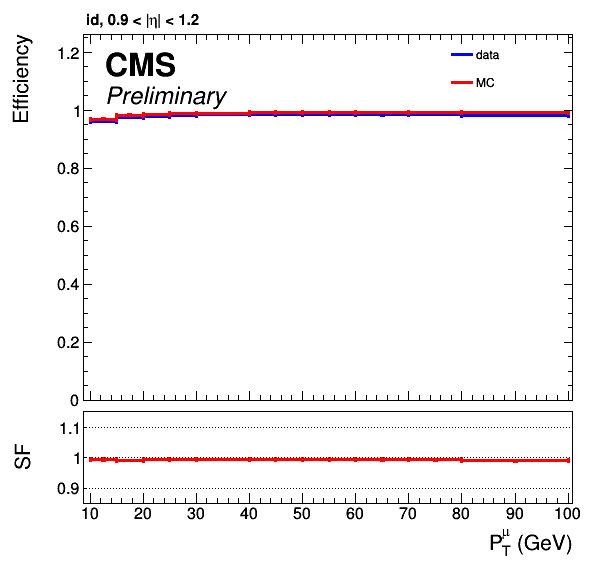 id, 0.9 < |η| < 1.2
Efficiency
CMS
Preliminary
data
MC
1.2
1
0.8
0.6
0.4
0.2
0
SF
1.1
1
0.9
10 20 30 40 50 60 70 80 90 100
P_T^μ (GeV)